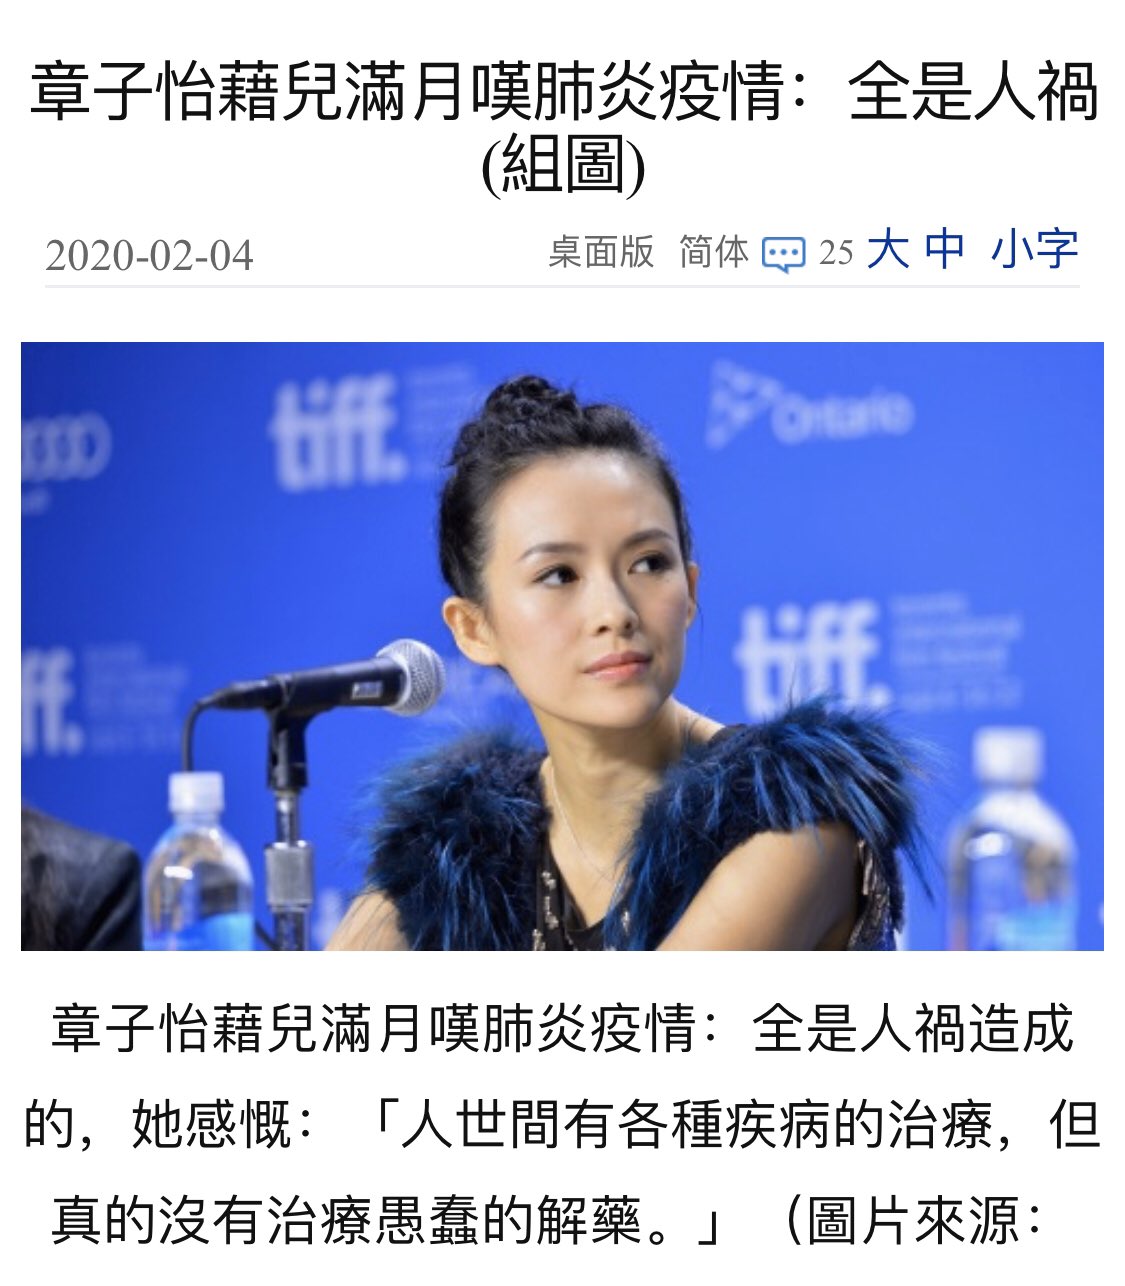 章子怡藉兒滿月嘆肺炎疫情：全是人禍
(組圖)
2020-02-04 桌面版 简体 25 大 中 小字
tiff.
Ontario
tiff.
ff.
章子怡藉兒滿月嘆肺炎疫情：全是人禍造成
的，她感慨：「人世間有各種疾病的治療，但
真的沒有治療愚蠢的解藥。」（圖片來源：